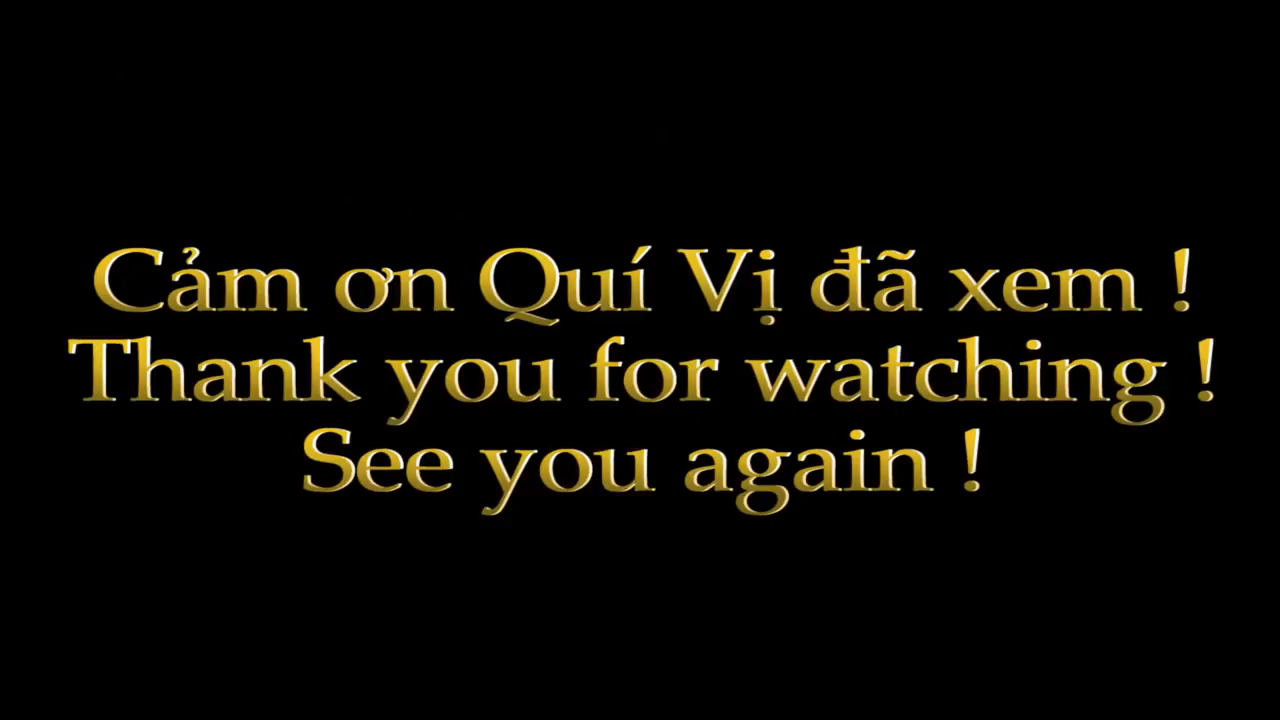 Cảm ơn Quí Vị đã xem !
Thank you for watching !
See you again !